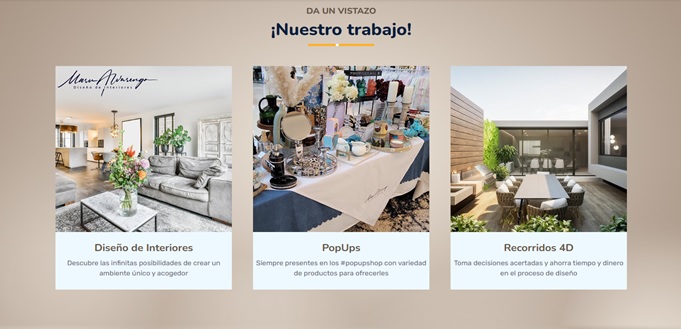 DA UN VISTAZO
¡Nuestro trabajo!
Diseño de Interiores
Diseño de Interiores
Descubre las infinitas posibilidades de crear un
ambiente único y acogedor
PopUps
Siempre presentes en los #popupshop con variedad
de productos para ofrecerles
Recorridos 4D
Toma decisiones acertadas y ahorra tiempo y dinero
en el proceso de diseño